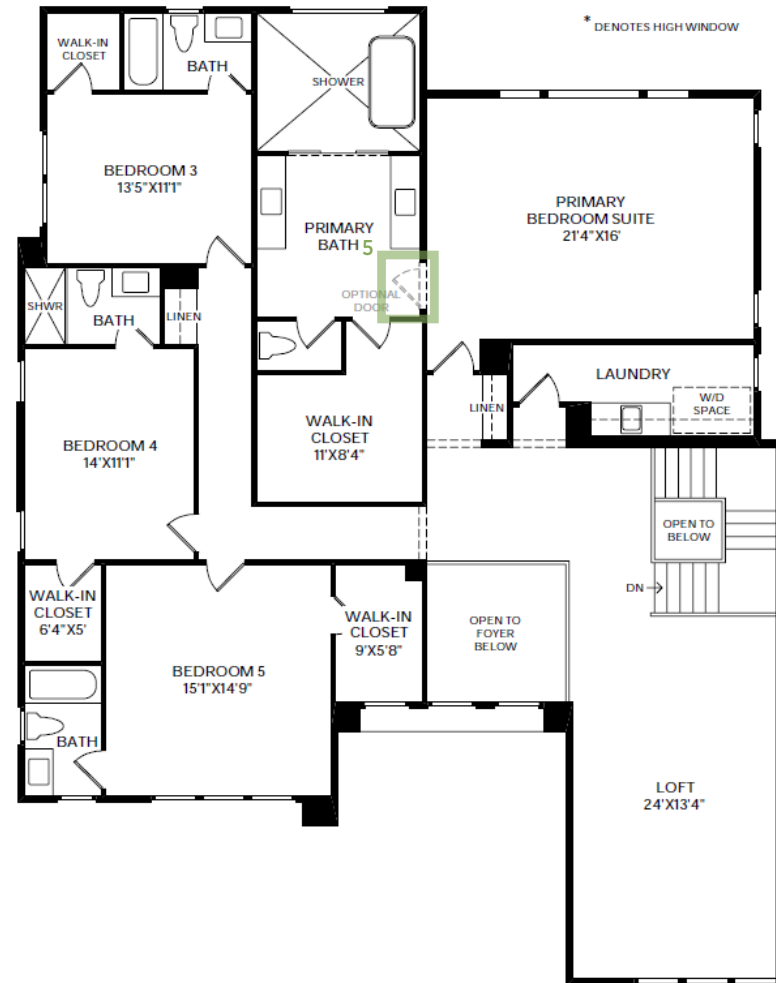 * DENOTES HIGH WINDOW
WALK-IN
CLOSET
BATH
SHOWER
BEDROOM 3
13'5"X11'1"
PRIMARY
BEDROOM SUITE
21'4"X16'
PRIMARY
BATH 5
OPTIONAL
DOOR
SHWR
BATH
LINEN
LAUNDRY
W/D
SPACE
LINEN
WALK-IN
CLOSET
11'X8'4"
BEDROOM 4
14'X11'1"
OPEN TO
BELOW
DN
WALK-IN
CLOSET
6'4"X5'
WALK-IN
CLOSET
9'X5'8"
OPEN TO
FOYER
BELOW
BEDROOM 5
15'1"X14'9"
BATH
LOFT
24'X13'4"